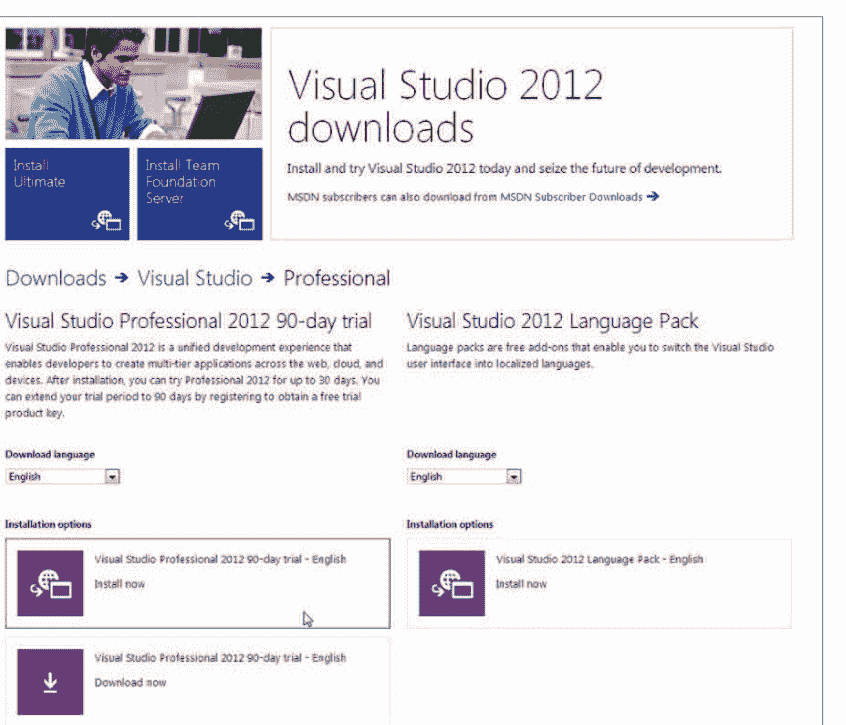 Visual Studio 2012
downloads
Install and try Visual Studio 2012 today and seize the future of development.
MSDN subscribers can also download from MSDN Subscriber Downloads
Install
Ultimate
Install Team
Foundation
Server
Downloads Visual Studio Professional
Visual Studio Professional 2012 90-day trial
Visual Studio Professional 2012 is a unified development experience that
enables developers to create multi-tier applications across the web, cloud, and
devices. After installation, you can try Professional 2012 for up to 30 days. You
can extend your trial period to 90 days by registering to obtain a free trial
product key.
Download language
English
Installation options
Visual Studio Professional 2012 90-day trial - English
Install now
Visual Studio Professional 2012 90-day trial - English
Download now
Visual Studio 2012 Language Pack
Language packs are free add-ons that enable you to switch the Visual Studio
user interface into localized languages.
Download language
English
Installation options
Visual Studio 2012 Language Pack - English
Install now